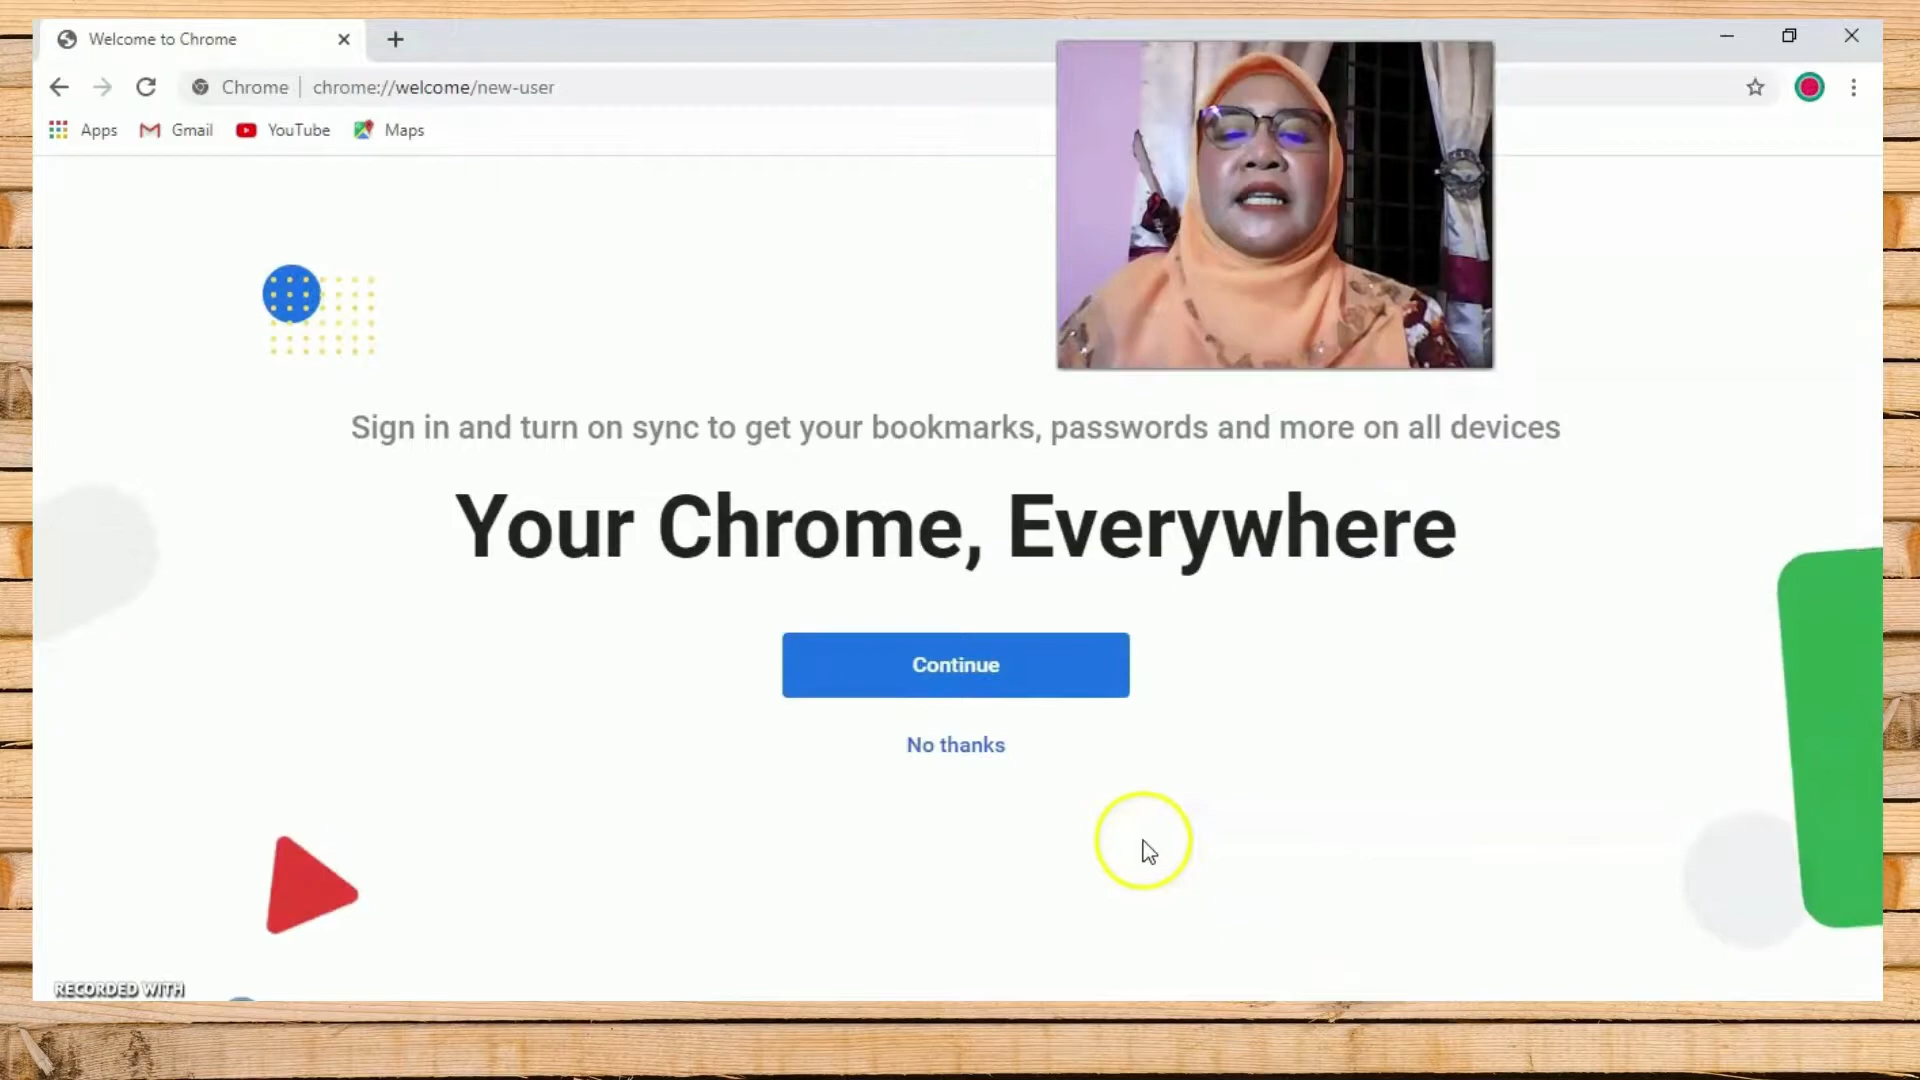 Welcome to Chrome
Chrome | chrome://welcome/new-user
Apps Gmail YouTube Maps
Sign in and turn on sync to get your bookmarks, passwords and more on all devices
Your Chrome, Everywhere
Continue
No thanks
RECORDED WITH